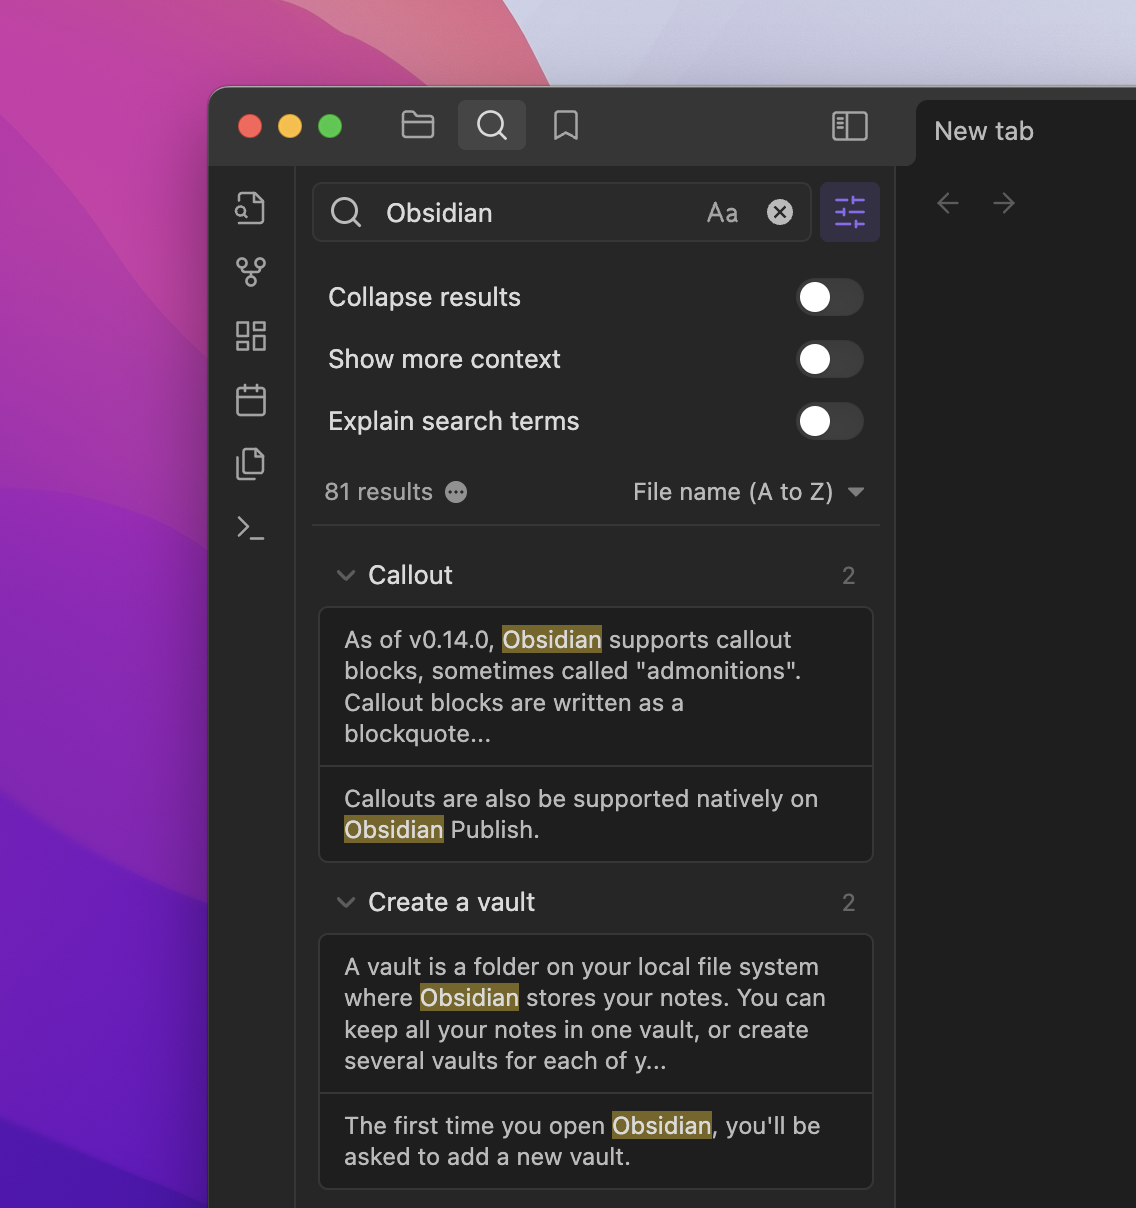 New tab
Obsidian Aa
Collapse results
Show more context
Explain search terms
81 results File name (A to Z)
Callout 2
As of v0.14.0, Obsidian supports callout
blocks, sometimes called "admonitions".
Callout blocks are written as a
blockquote...
Callouts are also be supported natively on
Obsidian Publish.
Create a vault 2
A vault is a folder on your local file system
where Obsidian stores your notes. You can
keep all your notes in one vault, or create
several vaults for each of y...
The first time you open Obsidian, you'll be
asked to add a new vault.